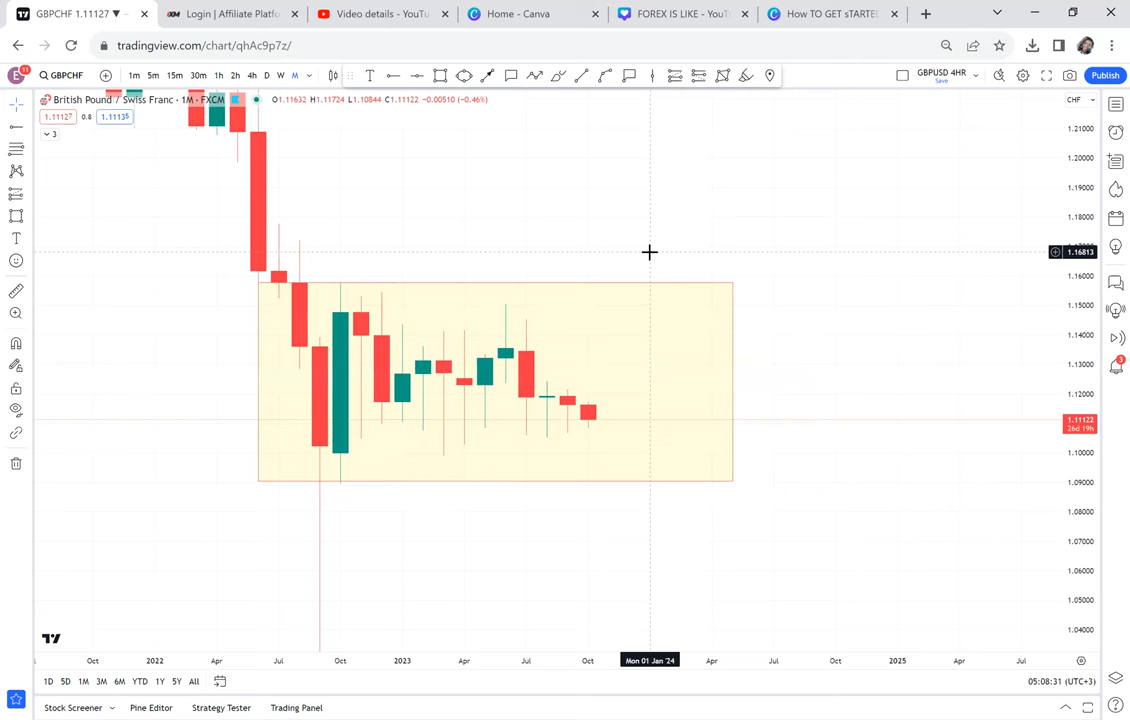 GBPCHF 1.11127 ▼
Login | Affiliate Platfo
Video details - YouTu
Home - Canva
FOREX IS LIKE - YouT
How TO GET sTARTED
tradingview.com/chart/qhAc9p7z/
E
11
GBPCHF
1m 5m 15m 30m 1h 2h 4h D W M
GBPUSD 4HR
Save
Publish
British Pound / Swiss Franc · 1M · FXCM
O1.11632 H1.11724 L1.10844 C1.11122 −0.00510 (−0.46%)
CHF
1.11127 0.8 1.11135
3
1.21000
1.20000
1.19000
1.18000
1.16813
1.16000
1.15000
1.14000
1.13000
1.12000
1.11122
26d 19h
1.10000
1.09000
1.08000
1.07000
1.06000
1.05000
1.04000
3
Oct 2022 Apr Jul Oct 2023 Apr Jul Oct Mon 01 Jan '24 Apr Jul Oct 2025 Apr Jul
1D 5D 1M 3M 6M YTD 1Y 5Y All
05:08:31 (UTC+3)
Stock Screener Pine Editor Strategy Tester Trading Panel